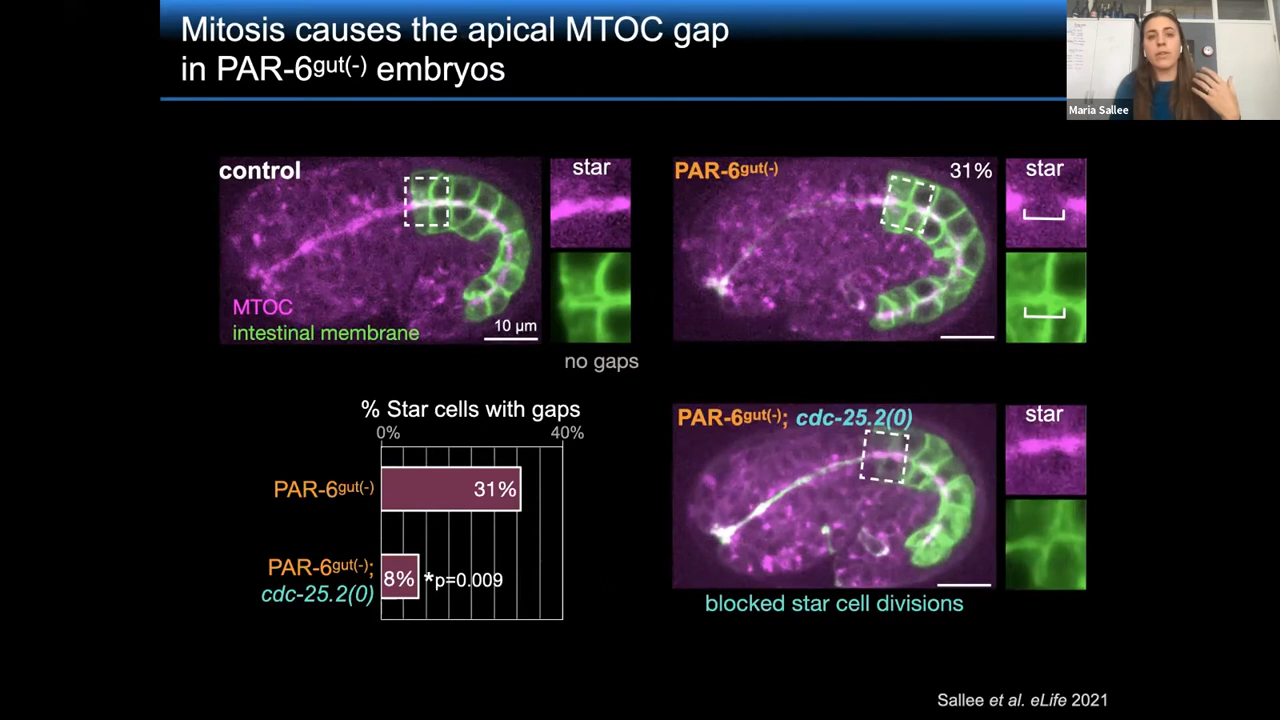 Mitosis causes the apical MTOC gap
in PAR-6gut(-) embryos
Maria Sallee
control
star
MTOC
intestinal membrane
10 μm
no gaps
PAR-6gut(-)
31%
star
% Star cells with gaps
0%
40%
PAR-6gut(-)
31%
PAR-6gut(-);
cdc-25.2(0)
8%
*p=0.009
PAR-6gut(-); cdc-25.2(0)
star
blocked star cell divisions
Sallee et al. eLife 2021